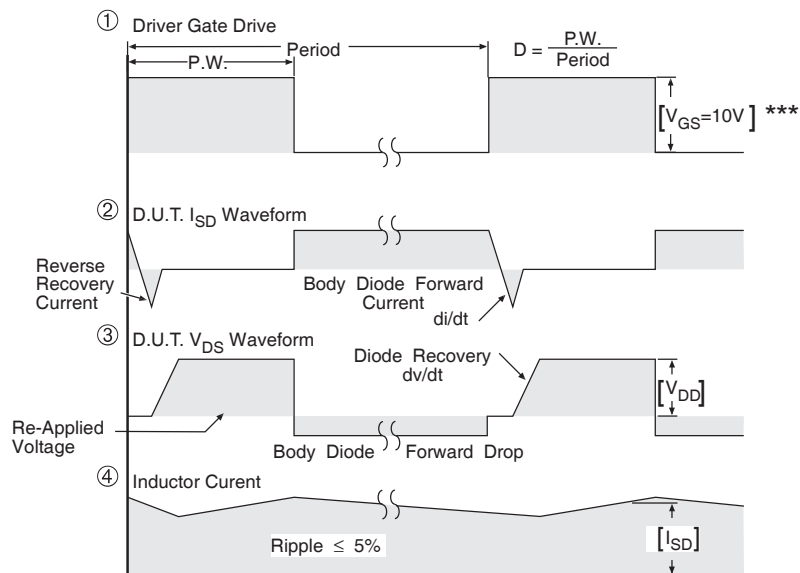 ① Driver Gate Drive
Period
P.W.
D = P.W. / Period
[VGS=10V] ***
② D.U.T. ISD Waveform
Reverse
Recovery
Current
Body Diode Forward
Current
di/dt
③ D.U.T. VDS Waveform
Diode Recovery
dv/dt
[VDD]
Re-Applied
Voltage
Body Diode Forward Drop
④ Inductor Curent
Ripple ≤ 5%
[ISD]